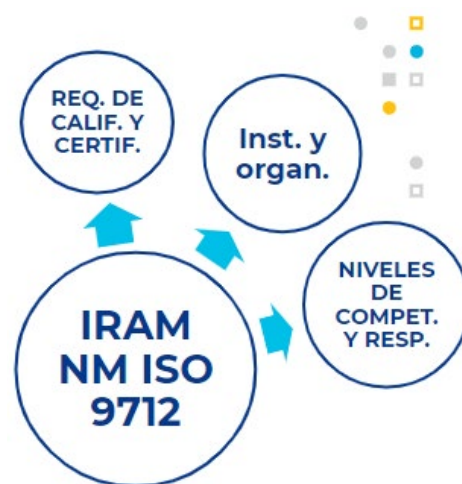 REQ. DE
CALIF. Y
CERTIF.
Inst. y
organ.
NIVELES
DE
COMPET.
Y RESP.
IRAM
NM ISO
9712